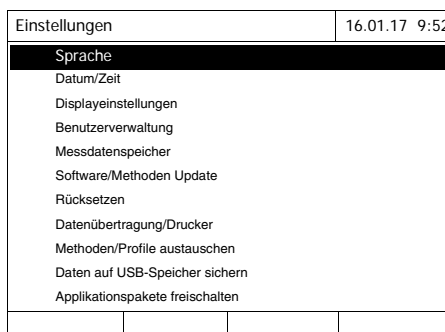 Einstellungen 16.01.17 9:52
Sprache
Datum/Zeit
Displayeinstellungen
Benutzerverwaltung
Messdatenspeicher
Software/Methoden Update
Rücksetzen
Datenübertragung/Drucker
Methoden/Profile austauschen
Daten auf USB-Speicher sichern
Applikationspakete freischalten